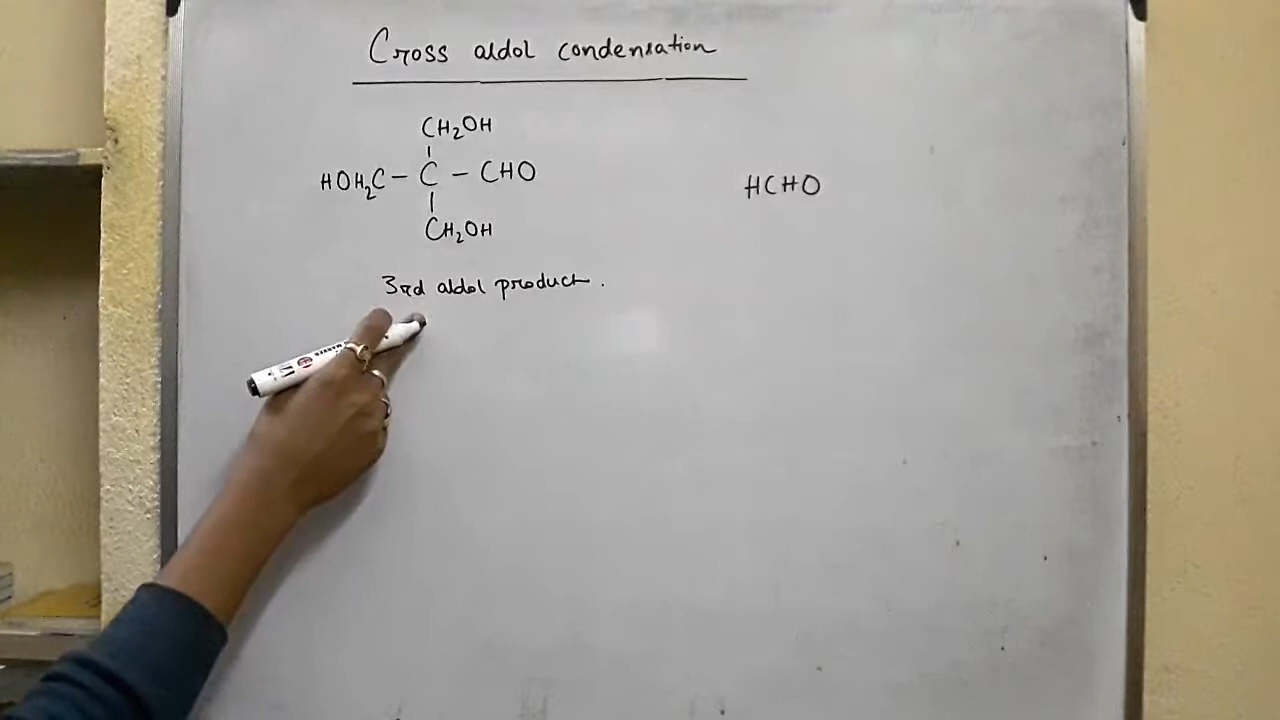 Cross aldol condensation
CH₂OH
HOH₂C – C – CHO
CH₂OH
HCHO
3rd aldol product.